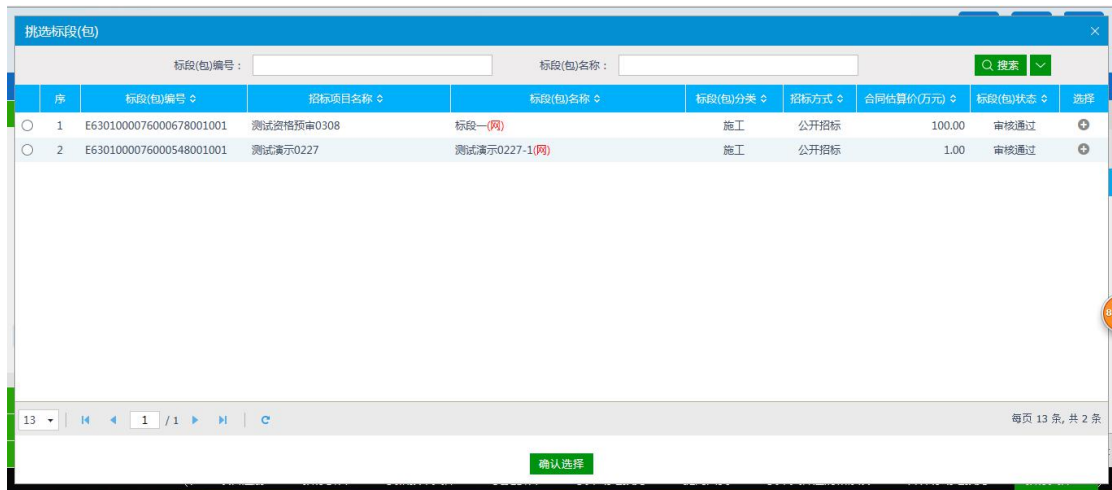 挑选标段(包)
标段(包)编号： 标段(包)名称： 搜索
序 标段(包)编号 招标项目名称 标段(包)名称 标段(包)分类 招标方式 合同估算价(万元) 标段(包)状态 选择
1 E6301000076000678001001 测试资格预审0308 标段一(网) 施工 公开招标 100.00 审核通过
2 E6301000076000548001001 测试演示0227 测试演示0227-1(网) 施工 公开招标 1.00 审核通过
13 1 / 1 每页 13 条, 共 2 条
确认选择